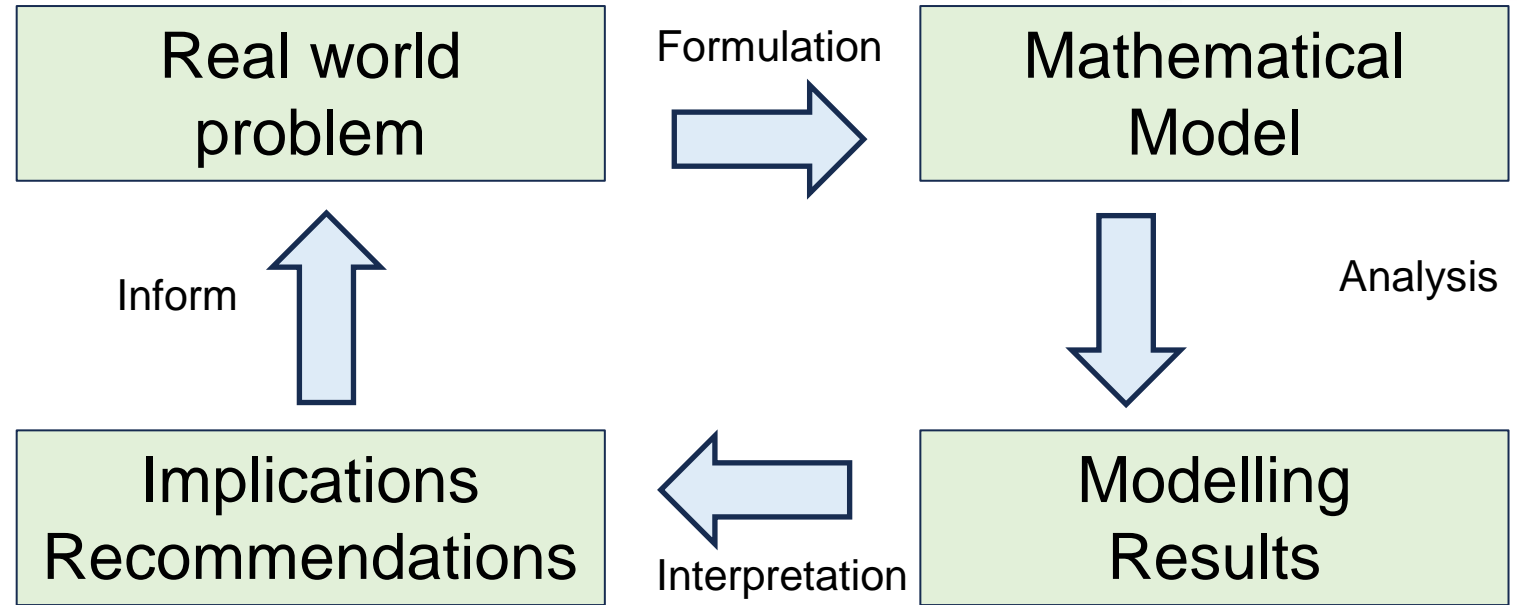 Real world
problem
Formulation
Mathematical
Model
Inform
Analysis
Implications
Recommendations
Interpretation
Modelling
Results